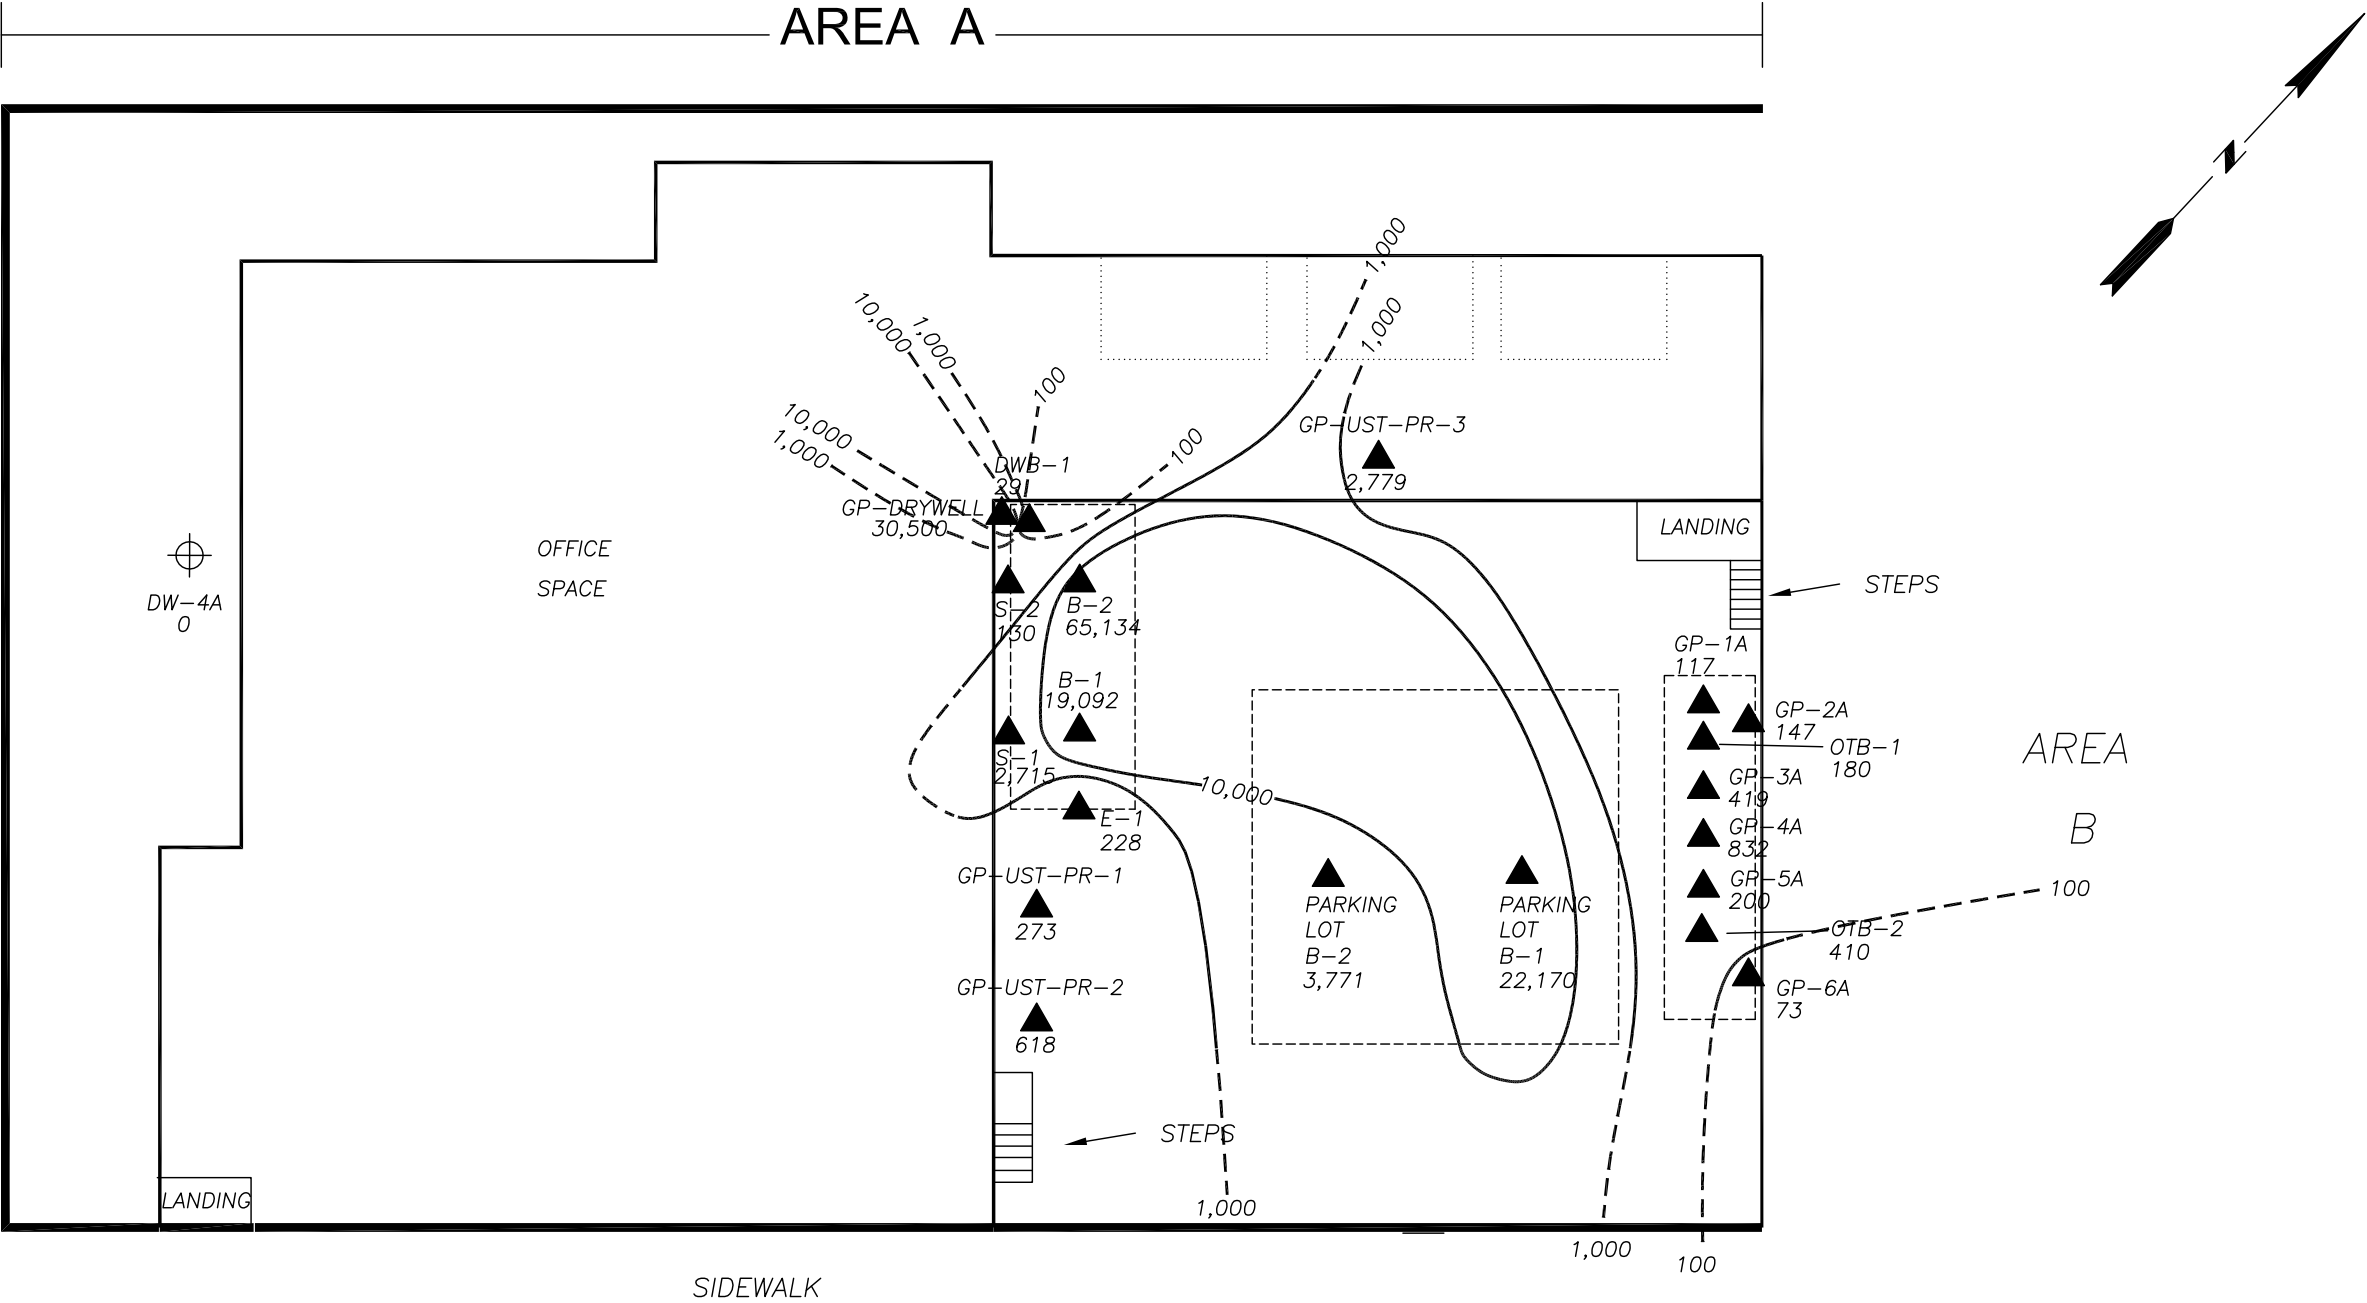 AREA A
N
1,000
1,000
10,000
1,000
100
10,000
1,000
100
GP-UST-PR-3
2,779
DWB-1
29
GP-DRYWELL
30,500
LANDING
OFFICE
SPACE
STEPS
DW-4A
0
S-2
130
B-2
65,134
GP-1A
117
B-1
19,092
GP-2A
147
S-1
2,715
OTB-1
180
AREA
B
GP-3A
419
10,000
E-1
228
GP-4A
832
GP-UST-PR-1
273
GP-5A
200
100
PARKING
LOT
B-2
3,771
PARKING
LOT
B-1
22,170
OTB-2
410
GP-UST-PR-2
618
GP-6A
73
STEPS
LANDING
1,000
1,000
100
SIDEWALK